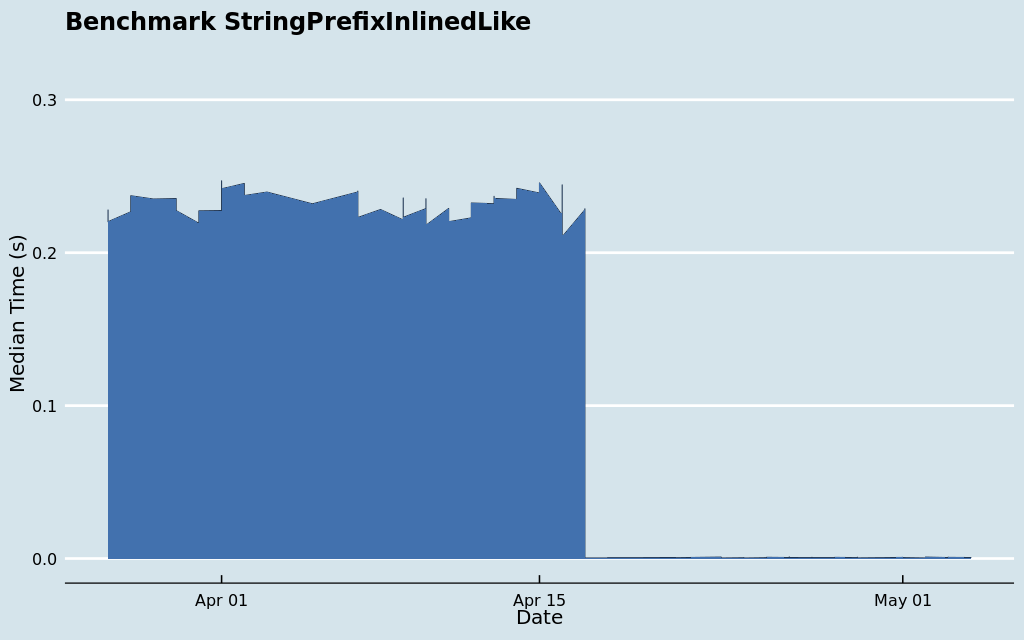 Benchmark StringPrefixInlinedLike
Median Time (s)
0.3
0.2
0.1
0.0
Apr 01
Apr 15
May 01
Date